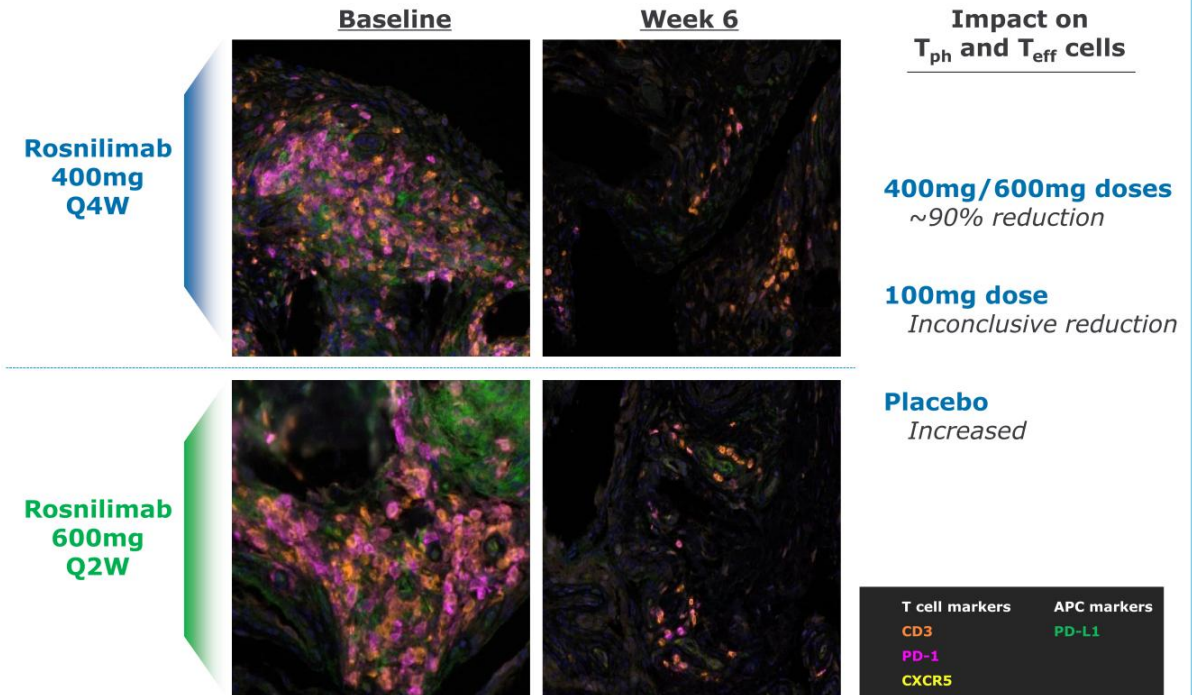 Baseline
Week 6
Impact on
Tph and Teff cells
Rosnilimab
400mg
Q4W
400mg/600mg doses
~90% reduction
100mg dose
Inconclusive reduction
Placebo
Increased
Rosnilimab
600mg
Q2W
T cell markers
APC markers
CD3
PD-L1
PD-1
CXCR5